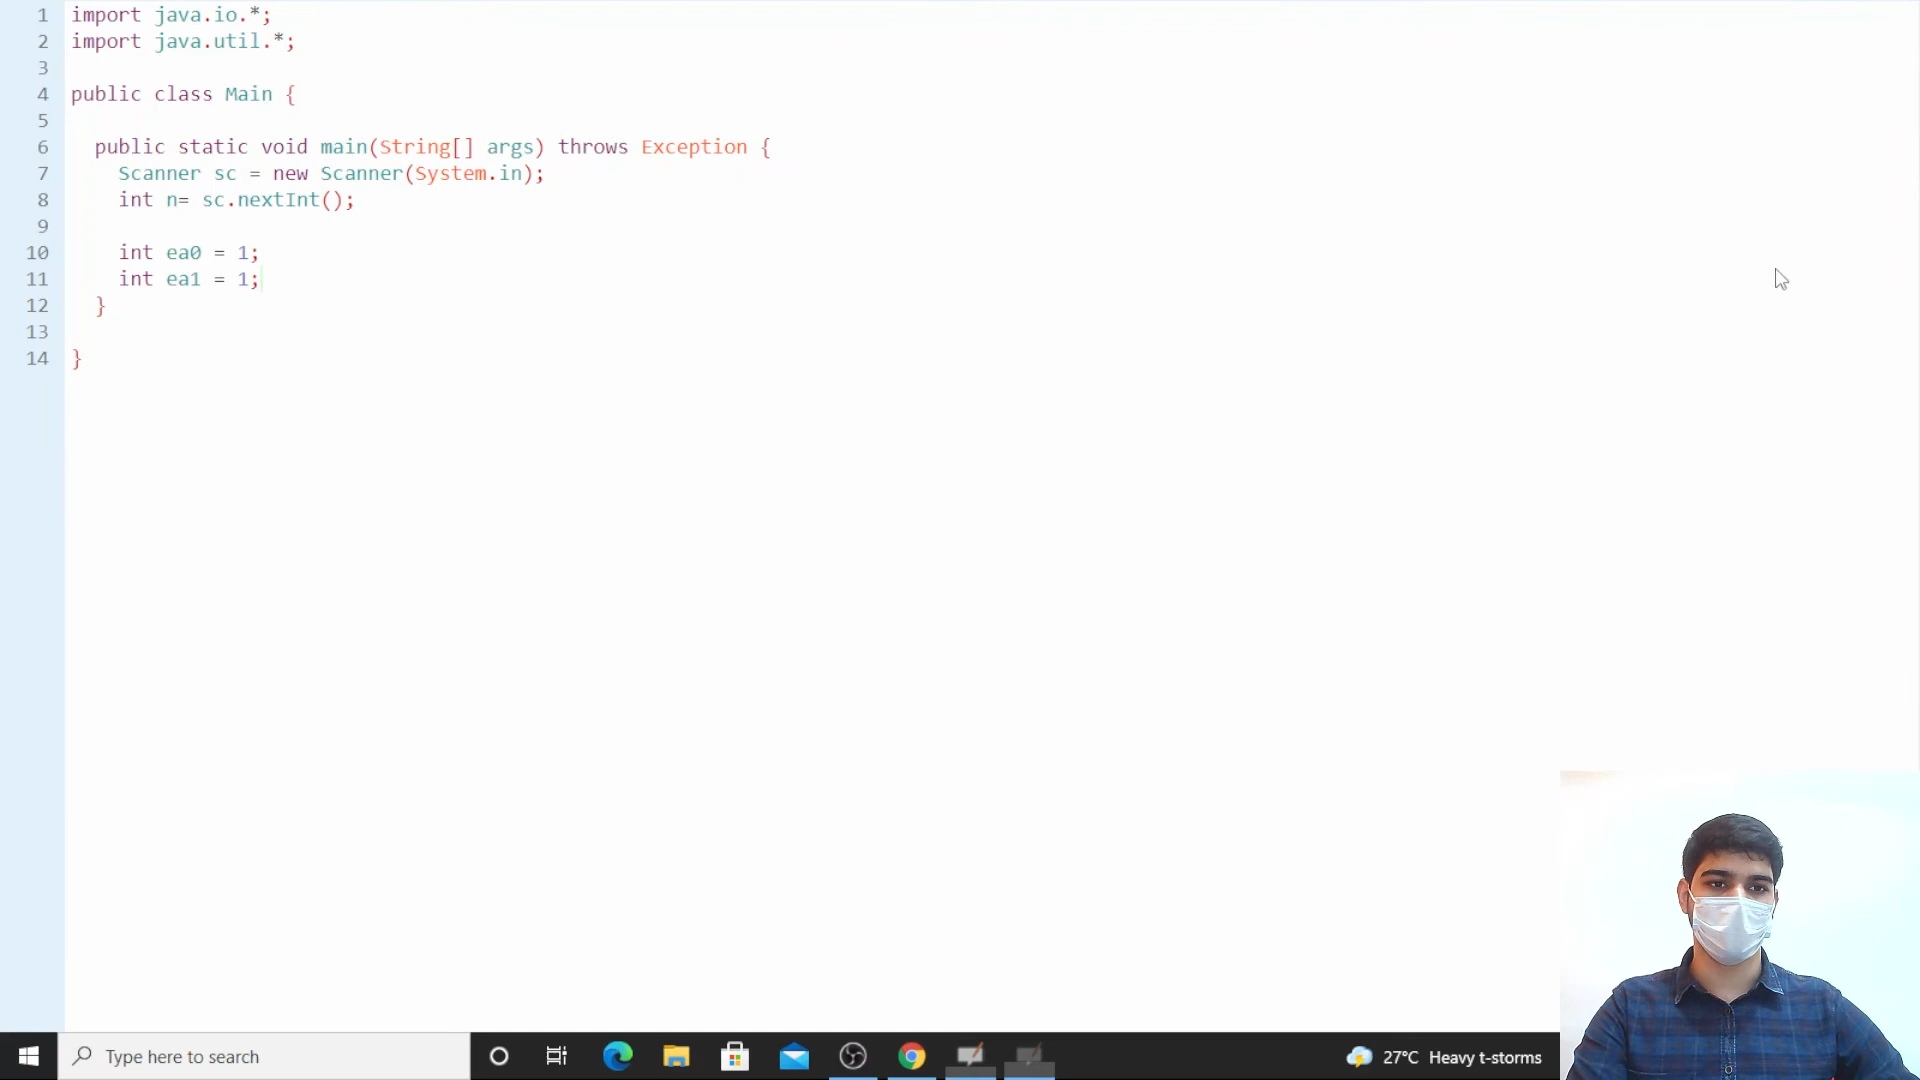 1 import java.io.*;
2 import java.util.*;
3
4 public class Main {
5
6 public static void main(String[] args) throws Exception {
7 Scanner sc = new Scanner(System.in);
8 int n= sc.nextInt();
9
10 int ea0 = 1;
11 int ea1 = 1;
12 }
13
14 }
Type here to search
27°C Heavy t-storms